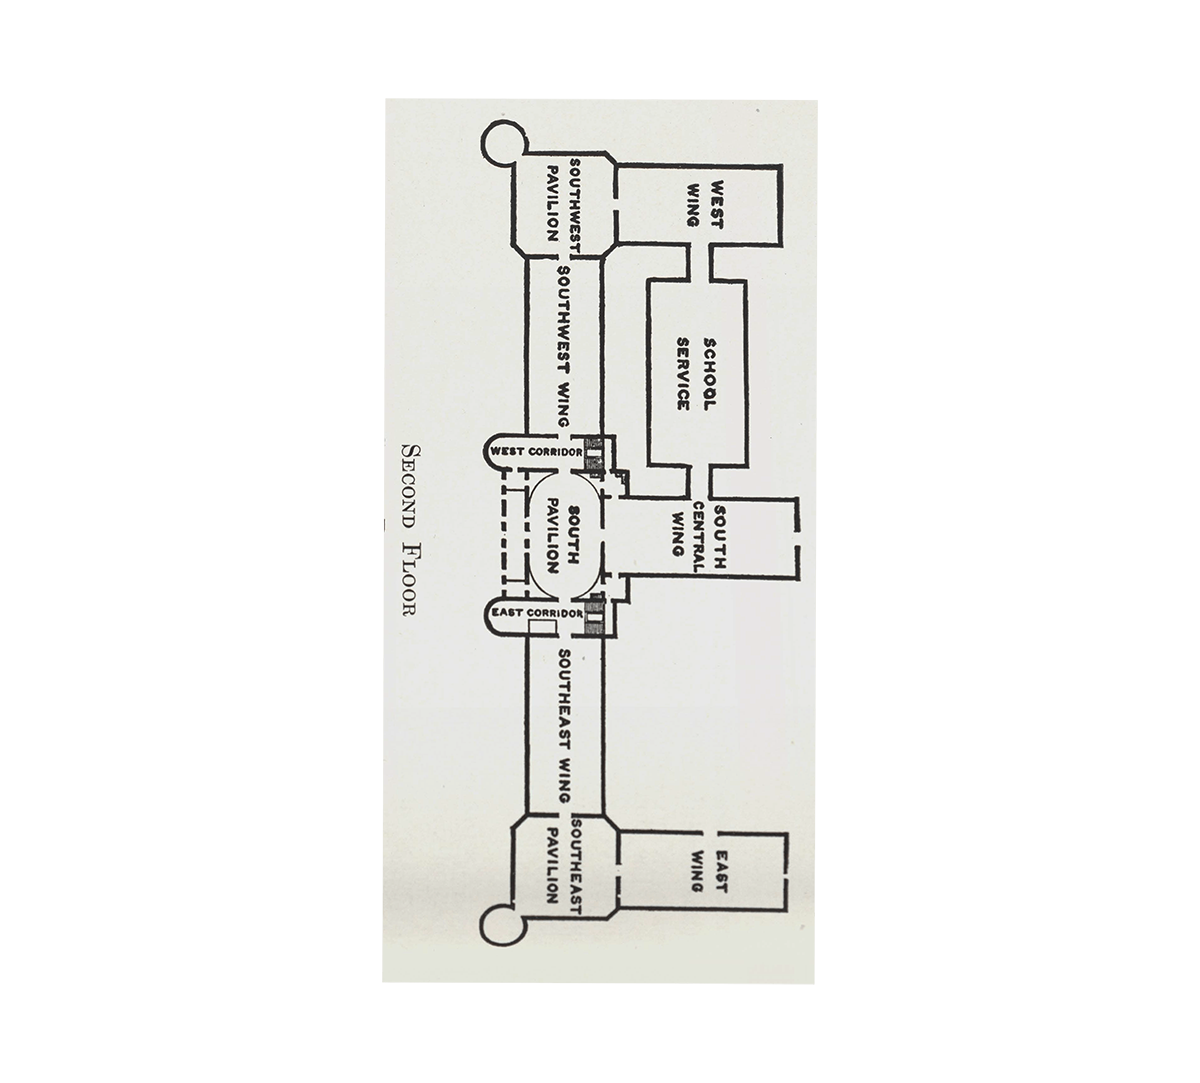 WEST
WING
SCHOOL
SERVICE
SOUTH
CENTRAL
WING
EAST
WING
SOUTHWEST
PAVILION
SOUTHWEST WING
WEST CORRIDOR
SOUTH
PAVILION
EAST CORRIDOR
SOUTHEAST WING
SOUTHEAST
PAVILION
SECOND FLOOR